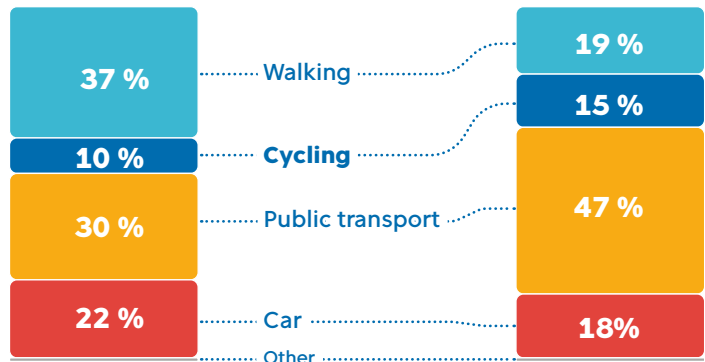 37 % Walking 19 %
10 % Cycling 15 %
30 % Public transport 47 %
22 % Car 18%
Other